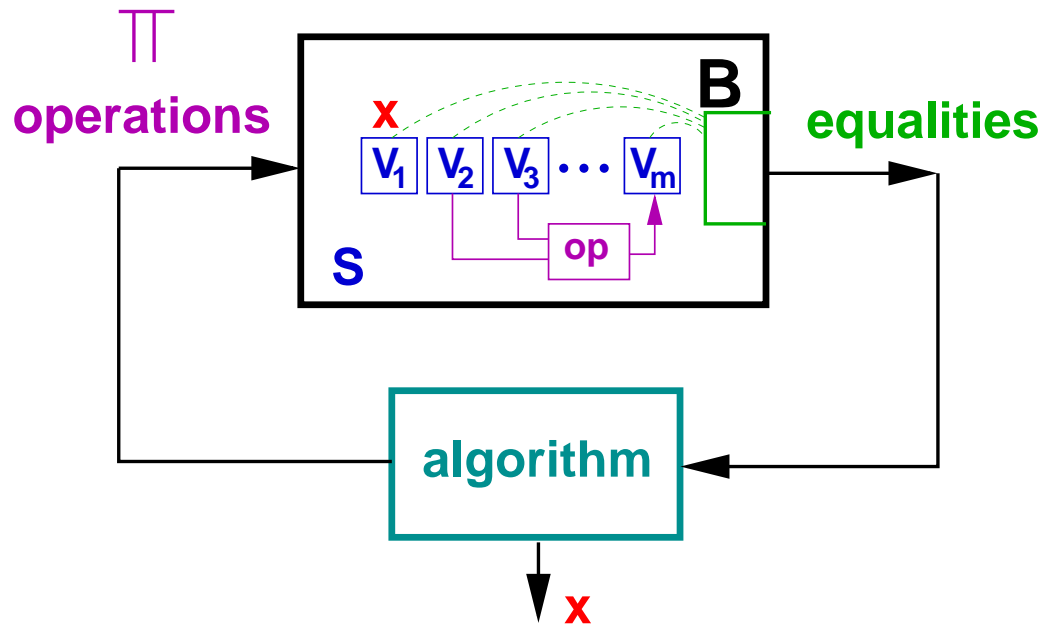 Π
operations
B
equalities
x
V1 V2 V3 ••• Vm
op
S
algorithm
x